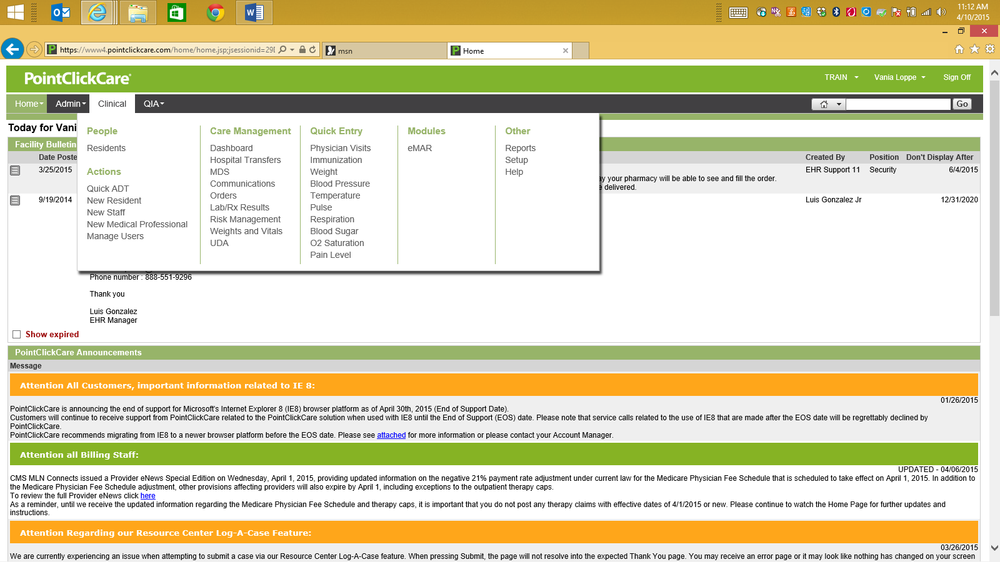 11:12 AM
4/10/2015
https://www4.pointclickcare.com/home/home.jsp;jsessionid=29
msn
Home
PointClickCare®
TRAIN
Vania Loppe
Sign Off
Home
Admin
Clinical
QIA
Go
Today for Vani
Facility Bulletin
Date Poste
Created By
Position
Don't Display After
3/25/2015
EHR Support 11
Security
6/4/2015
ay your pharmacy will be able to see and fill the order.
e delivered.
9/19/2014
Luis Gonzalez Jr
12/31/2020
People
Residents
Actions
Quick ADT
New Resident
New Staff
New Medical Professional
Manage Users
Care Management
Dashboard
Hospital Transfers
MDS
Communications
Orders
Lab/Rx Results
Risk Management
Weights and Vitals
UDA
Quick Entry
Physician Visits
Immunization
Weight
Blood Pressure
Temperature
Pulse
Respiration
Blood Sugar
O2 Saturation
Pain Level
Modules
eMAR
Other
Reports
Setup
Help
Phone number : 888-551-9296
Thank you
Luis Gonzalez
EHR Manager
Show expired
PointClickCare Announcements
Message
Attention All Customers, important information related to IE 8:
01/26/2015
PointClickCare is announcing the end of support for Microsoft's Internet Explorer 8 (IE8) browser platform as of April 30th, 2015 (End of Support Date).
Customers will continue to receive support from PointClickCare related to the PointClickCare solution when used with IE8 until the End of Support (EOS) date. Please note that service calls related to the use of IE8 that are made after the EOS date will be regrettably declined by
PointClickCare.
PointClickCare recommends migrating from IE8 to a newer browser platform before the EOS date. Please see attached for more information or please contact your Account Manager.
Attention all Billing Staff:
UPDATED - 04/06/2015
CMS MLN Connects issued a Provider eNews Special Edition on Wednesday, April 1, 2015, providing updated information on the negative 21% payment rate adjustment under current law for the Medicare Physician Fee Schedule that is scheduled to take effect on April 1, 2015. In addition to
the Medicare Physician Fee Schedule adjustment, other provisions affecting providers will also expire by April 1, including exceptions to the outpatient therapy caps.
To review the full Provider eNews click here
As a reminder, until we receive the updated information regarding the Medicare Physician Fee Schedule and therapy caps, it is important that you do not post any therapy claims with effective dates of 4/1/2015 or new. Please continue to watch the Home Page for further updates and
instructions.
Attention Regarding our Resource Center Log-A-Case Feature:
03/26/2015
We are currently experiencing an issue when attempting to submit a case via our Resource Center Log-A-Case feature. When pressing Submit, the page will not resolve into the expected Thank You page. You may receive an error page or it may look like nothing has changed on your screen